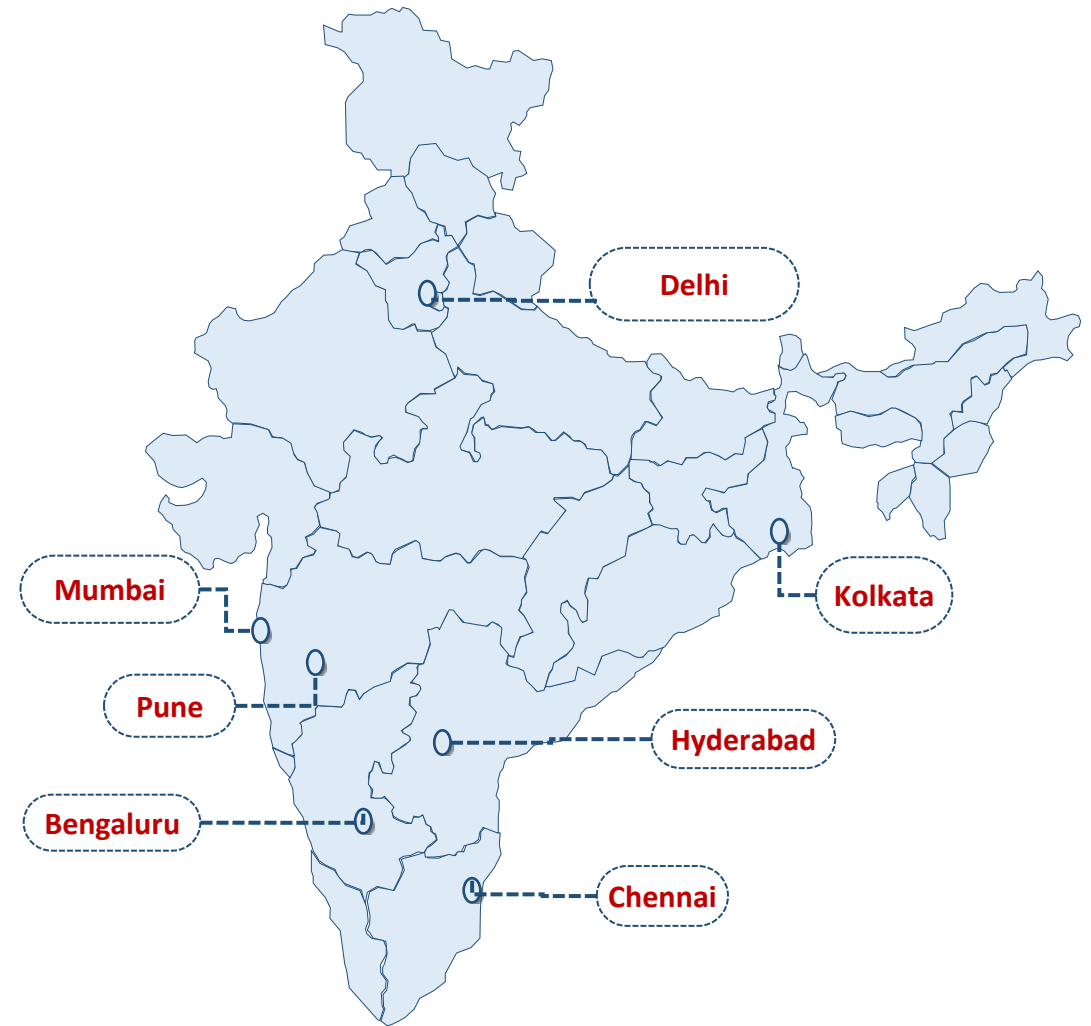 Delhi
Mumbai
Kolkata
Pune
Hyderabad
Bengaluru
Chennai